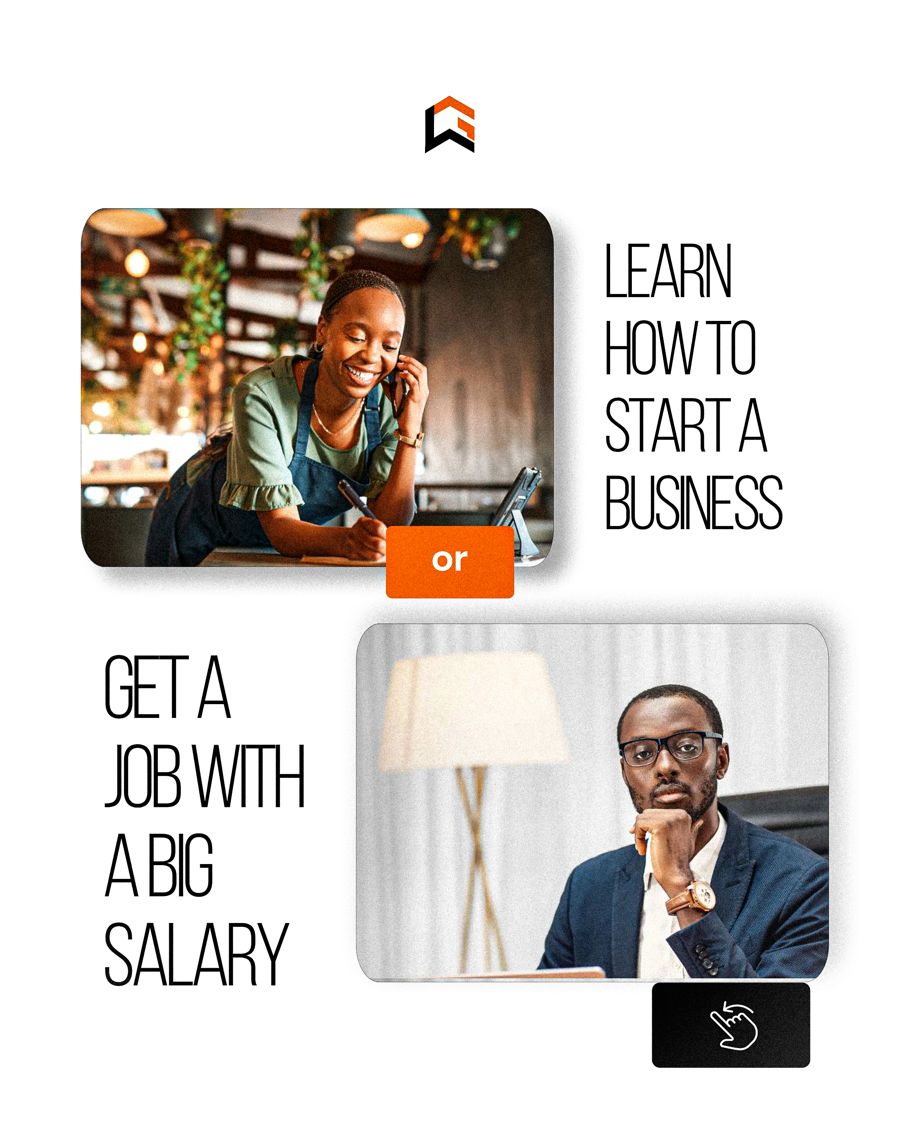 LEARN
HOW TO
START A
BUSINESS
or
GET A
JOB WITH
A BIG
SALARY